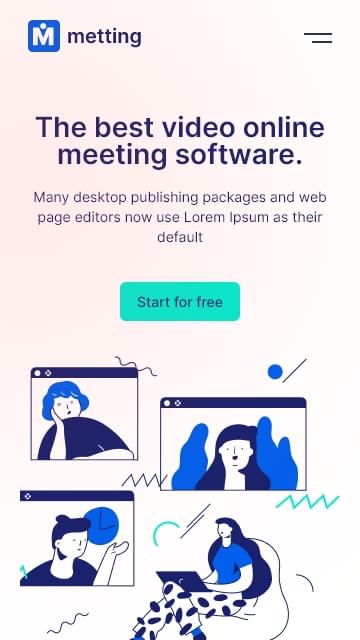 M metting
The best video online
meeting software.
Many desktop publishing packages and web
page editors now use Lorem Ipsum as their
default
Start for free